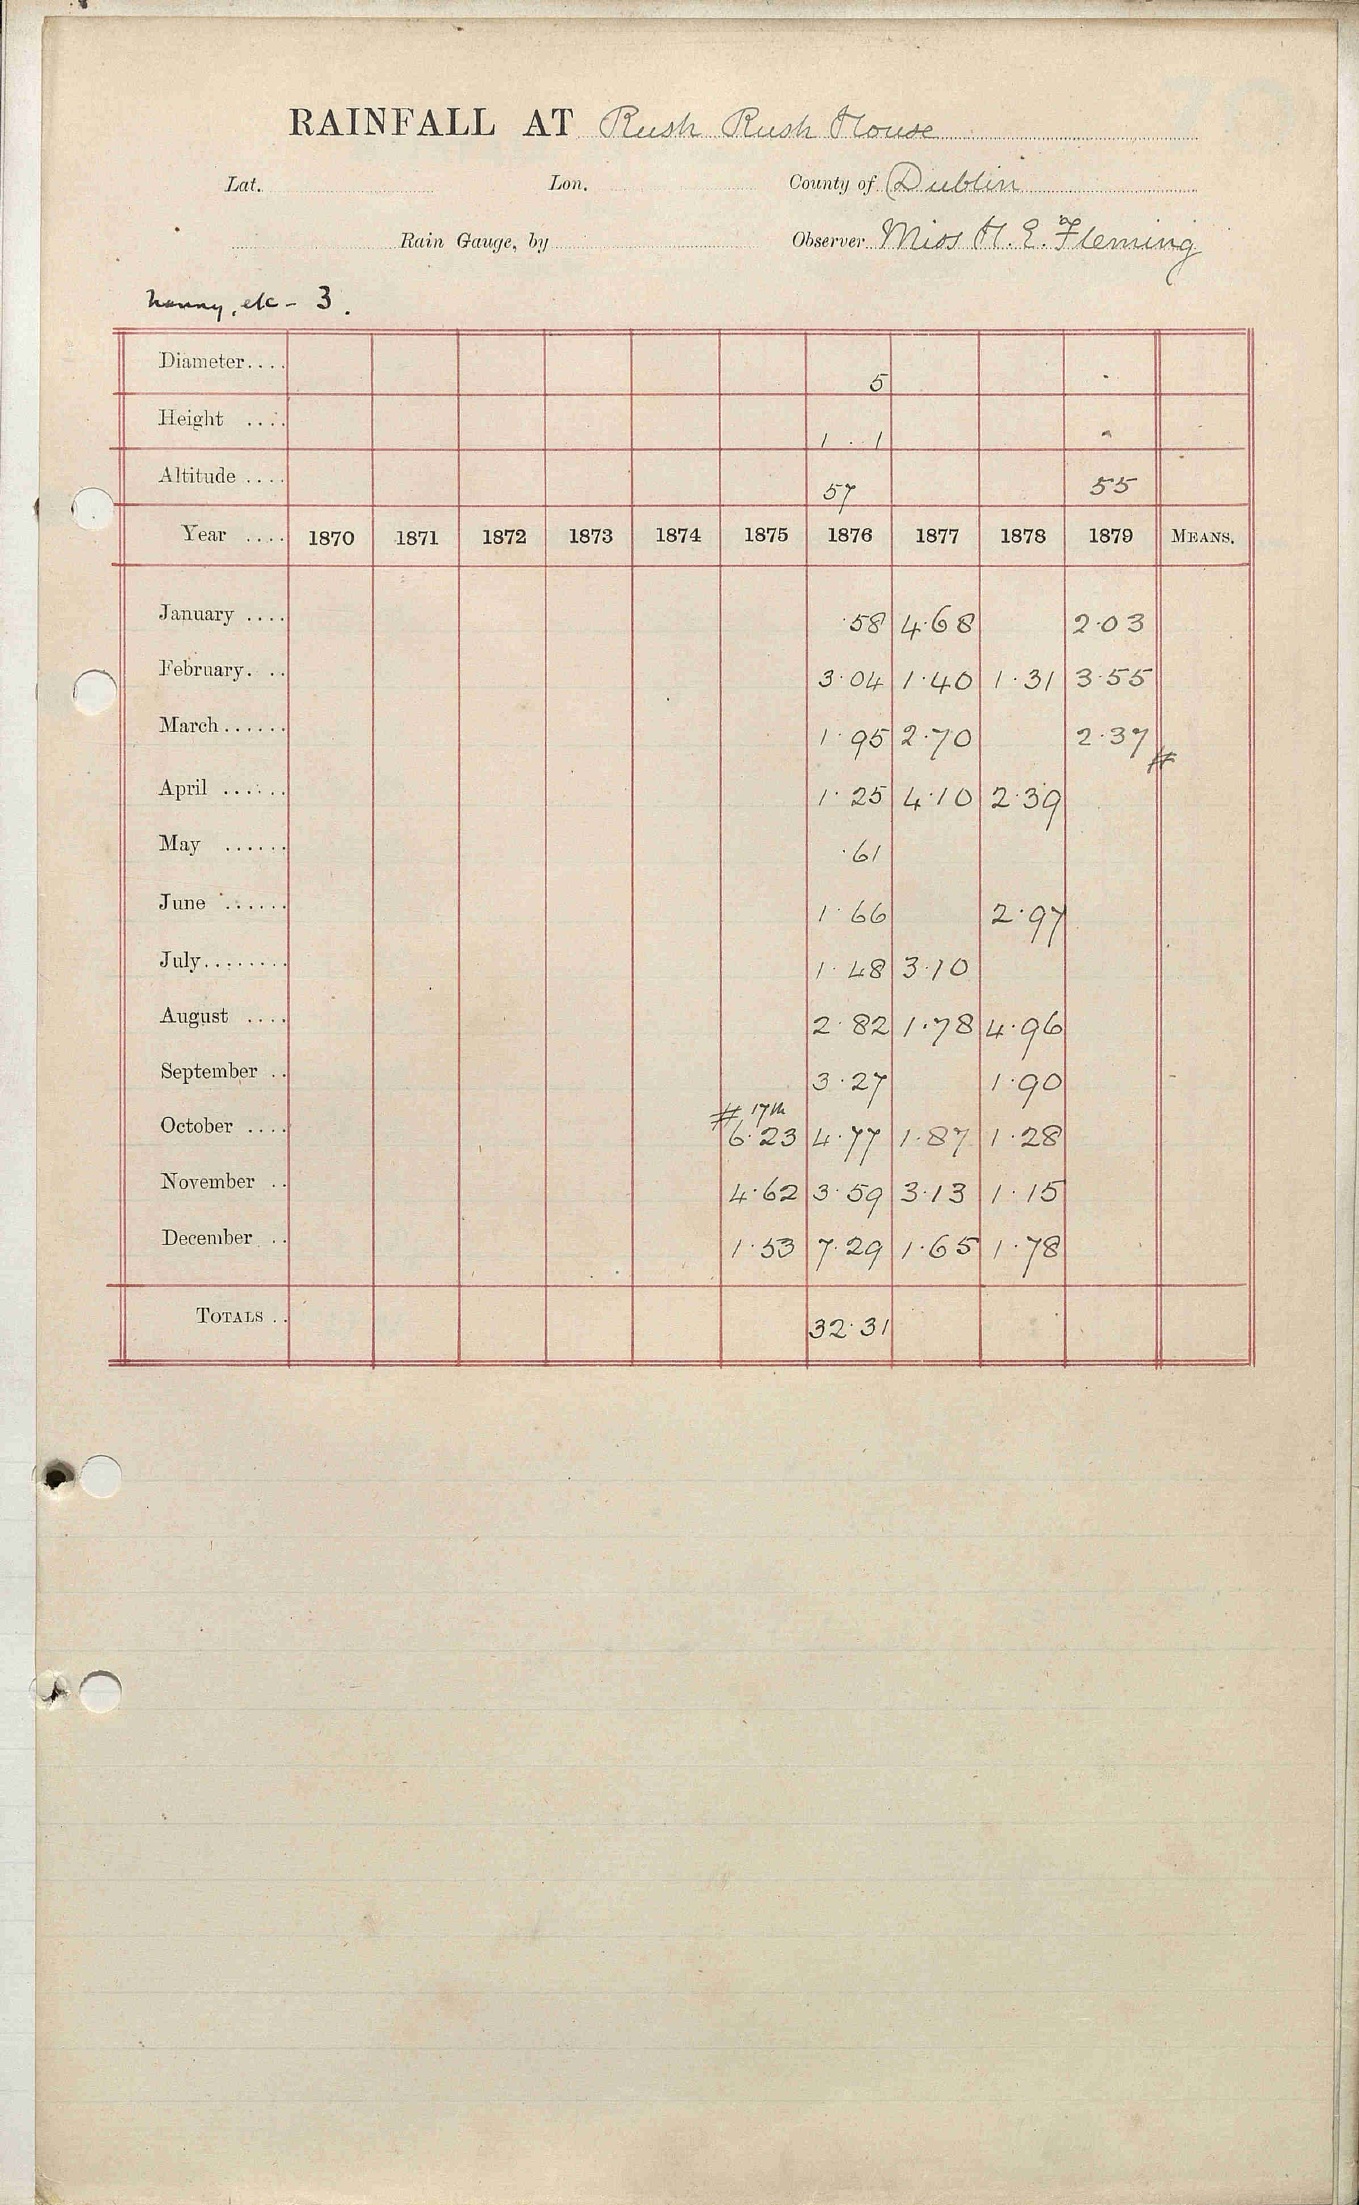 RAINFALL AT Rush Rush House
Lat. Lon. County of Dublin
Rain Gauge, by Observer Miss H. E. Fleming
Nanny, etc - 3.
Diameter.... 5 "
Height .... 1 . 1 "
Altitude .... 57 55
Year .... 1870 1871 1872 1873 1874 1875 1876 1877 1878 1879 MEANS.
January .... ·58 4·68 2·03
February. .. 3·04 1·40 1·31 3·55
March...... 1·95 2·70 2·37 #
April ...... 1·25 4·10 2·39
May ...... ·61
June ...... 1·66 2·97
July........ 1·48 3·10
August .... 2·82 1·78 4·96
September .. 3·27 1·90
# 17th
October .... 6·23 4·77 1·87 1·28
November .. 4·62 3·59 3·13 1·15
December .. 1·53 7·29 1·65 1·78
TOTALS .. 32·31